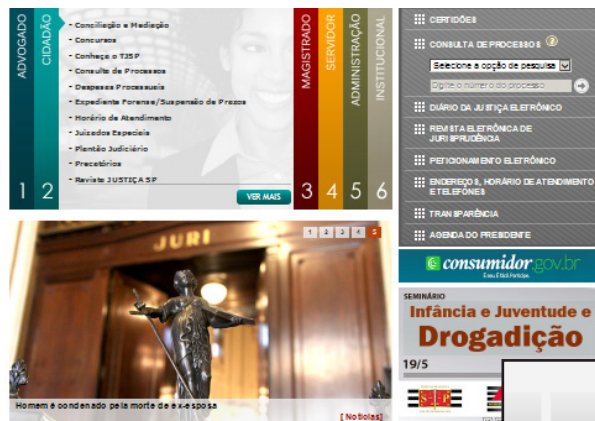 ADVOGADO
1
CIDADÃO
2
- Conciliação e Mediação
- Concursos
- Conheça o TJSP
- Consulta de Processos
- Despesas Processuais
- Expediente Forense/Suspensão de Prazos
- Horário de Atendimento
- Juizados Especiais
- Plantão Judiciário
- Precatórios
- Revista JUSTIÇA SP
VER MAIS
MAGISTRADO
3
SERVIDOR
4
ADMINISTRAÇÃO
5
INSTITUCIONAL
6
JURI
1 2 3 4 5
Homem é condenado pela morte de ex-esposa
[ Notícias]
CERTIDÕES
CONSULTA DE PROCESSOS ?
Selecione a opção de pesquisa
Digite o número do processo
DIÁRIO DA JUSTIÇA ELETRÔNICO
REVISTA ELETRÔNICA DE
JURISPRUDÊNCIA
PETICIONAMENTO ELETRÔNICO
ENDEREÇOS, HORÁRIO DE ATENDIMENTO
E TELEFONES
TRANSPARÊNCIA
AGENDA DO PRESIDENTE
consumidor.gov.br
SEMINÁRIO
Infância e Juventude e
Drogadição
19/5